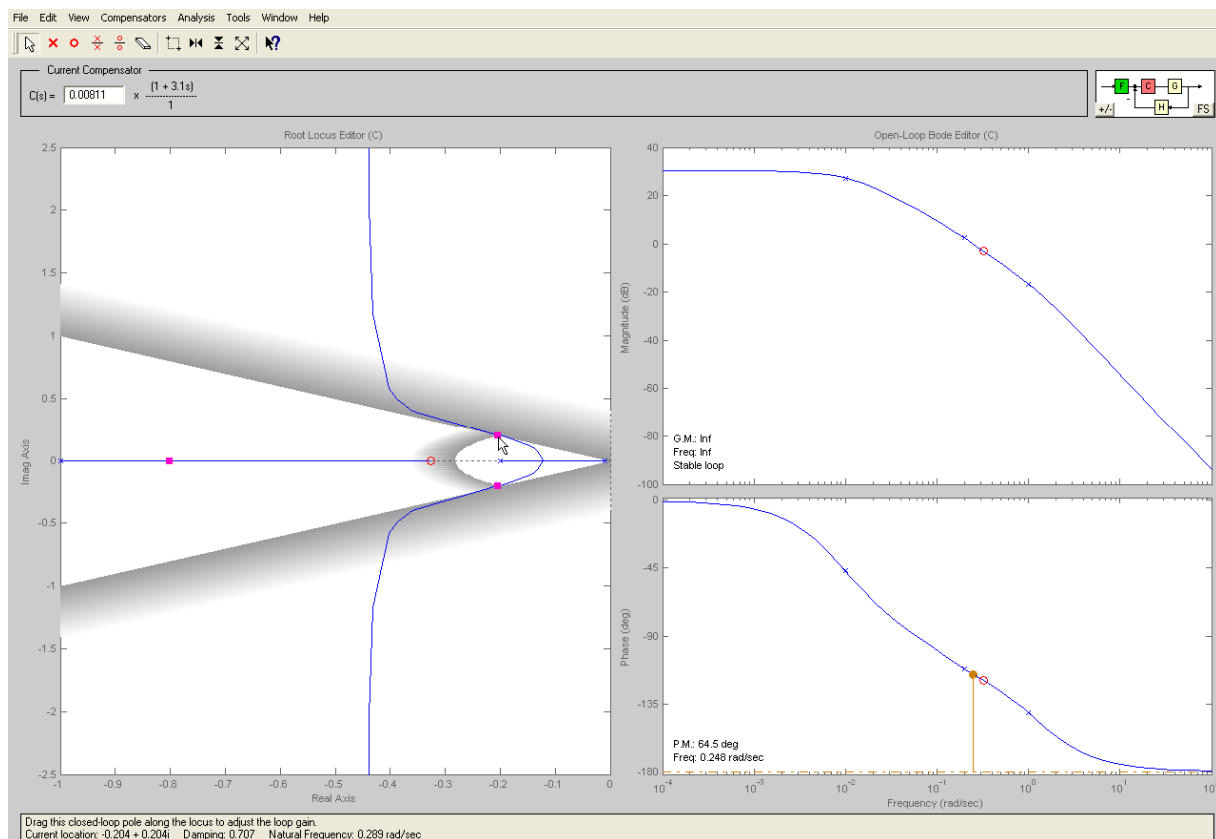 File Edit View Compensators Analysis Tools Window Help
Current Compensator
C(s) = 0.00811 x (1 + 3.1s)
1
F C G
H
+/- FS
Root Locus Editor (C)
2.5
2
1.5
1
0.5
0
-0.5
-1
-1.5
-2
-2.5
Imag Axis
-1 -0.9 -0.8 -0.7 -0.6 -0.5 -0.4 -0.3 -0.2 -0.1 0
Real Axis
Open-Loop Bode Editor (C)
40
20
0
-20
-40
-60
-80
-100
Magnitude (dB)
G.M.: Inf
Freq: Inf
Stable loop
0
-45
-90
-135
-180
Phase (deg)
P.M.: 64.5 deg
Freq: 0.248 rad/sec
10^-4 10^-3 10^-2 10^-1 10^0 10^1 10^2
Frequency (rad/sec)
Drag this closed-loop pole along the locus to adjust the loop gain.
Current location: -0.204 + 0.204i Damping: 0.707 Natural Frequency: 0.289 rad/sec